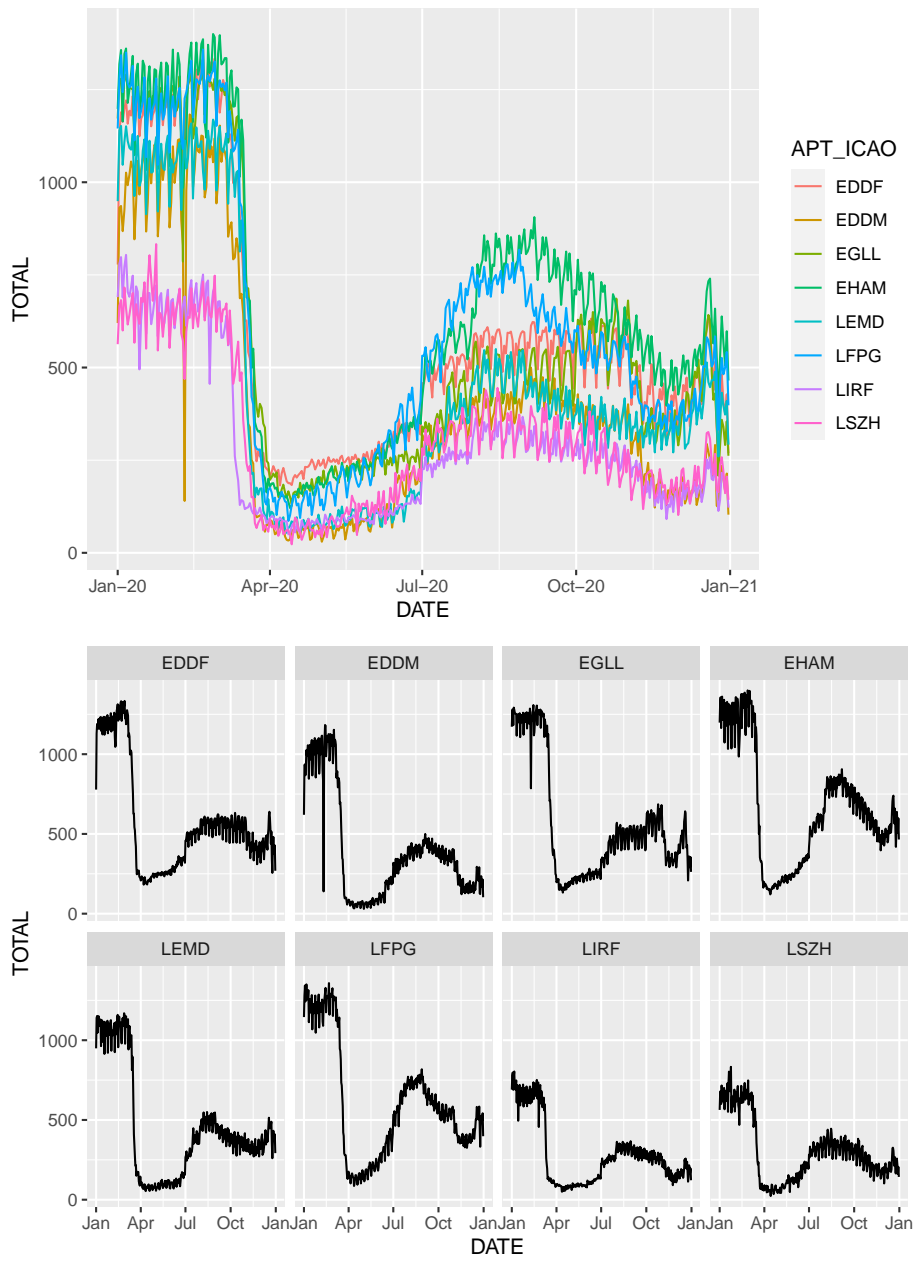 TOTAL
1000
500
0
Jan–20 Apr–20 Jul–20 Oct–20 Jan–21
DATE
APT_ICAO
EDDF
EDDM
EGLL
EHAM
LEMD
LFPG
LIRF
LSZH
EDDF EDDM EGLL EHAM
1000
500
0
TOTAL
LEMD LFPG LIRF LSZH
1000
500
0
Jan Apr Jul Oct Jan Jan Apr Jul Oct Jan Jan Apr Jul Oct Jan Jan Apr Jul Oct Jan
DATE